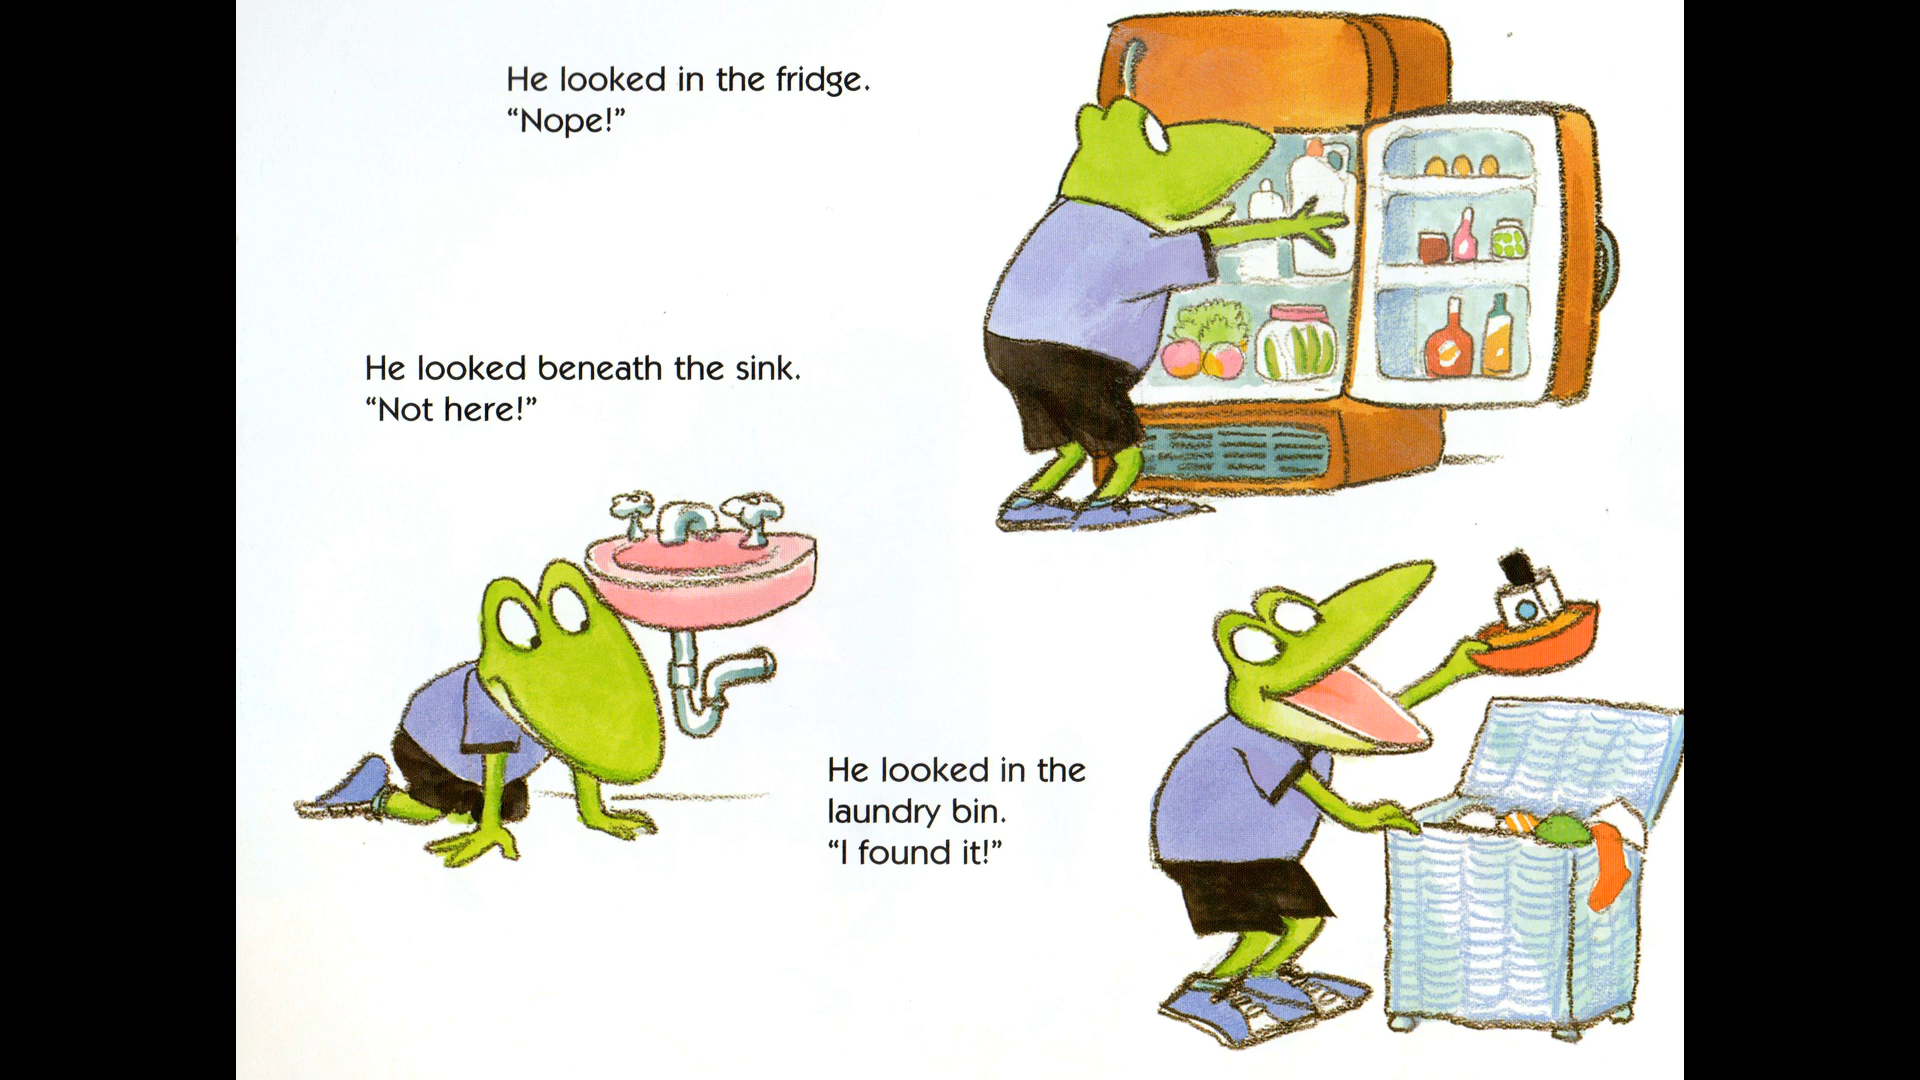 He looked in the fridge.
“Nope!”
He looked beneath the sink.
“Not here!”
He looked in the
laundry bin.
“I found it!”